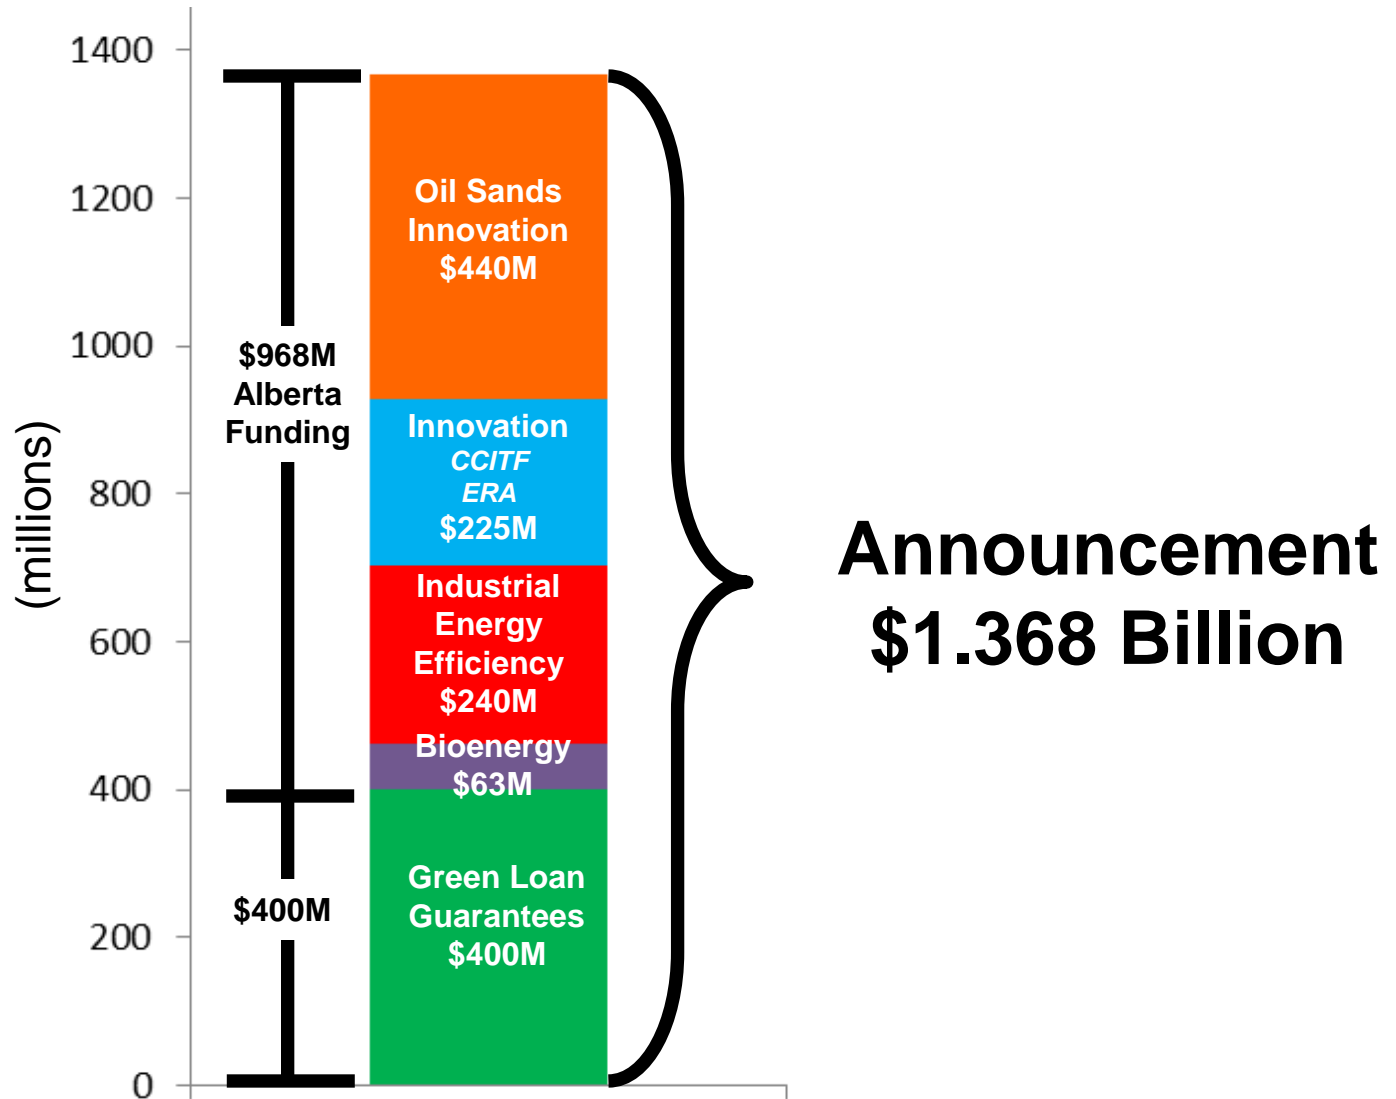 (millions)
1400
1200
1000
800
600
400
200
0
$968M
Alberta
Funding
$400M
Oil Sands
Innovation
$440M
Innovation
CCITF
ERA
$225M
Industrial
Energy
Efficiency
$240M
Bioenergy
$63M
Green Loan
Guarantees
$400M
Announcement
$1.368 Billion